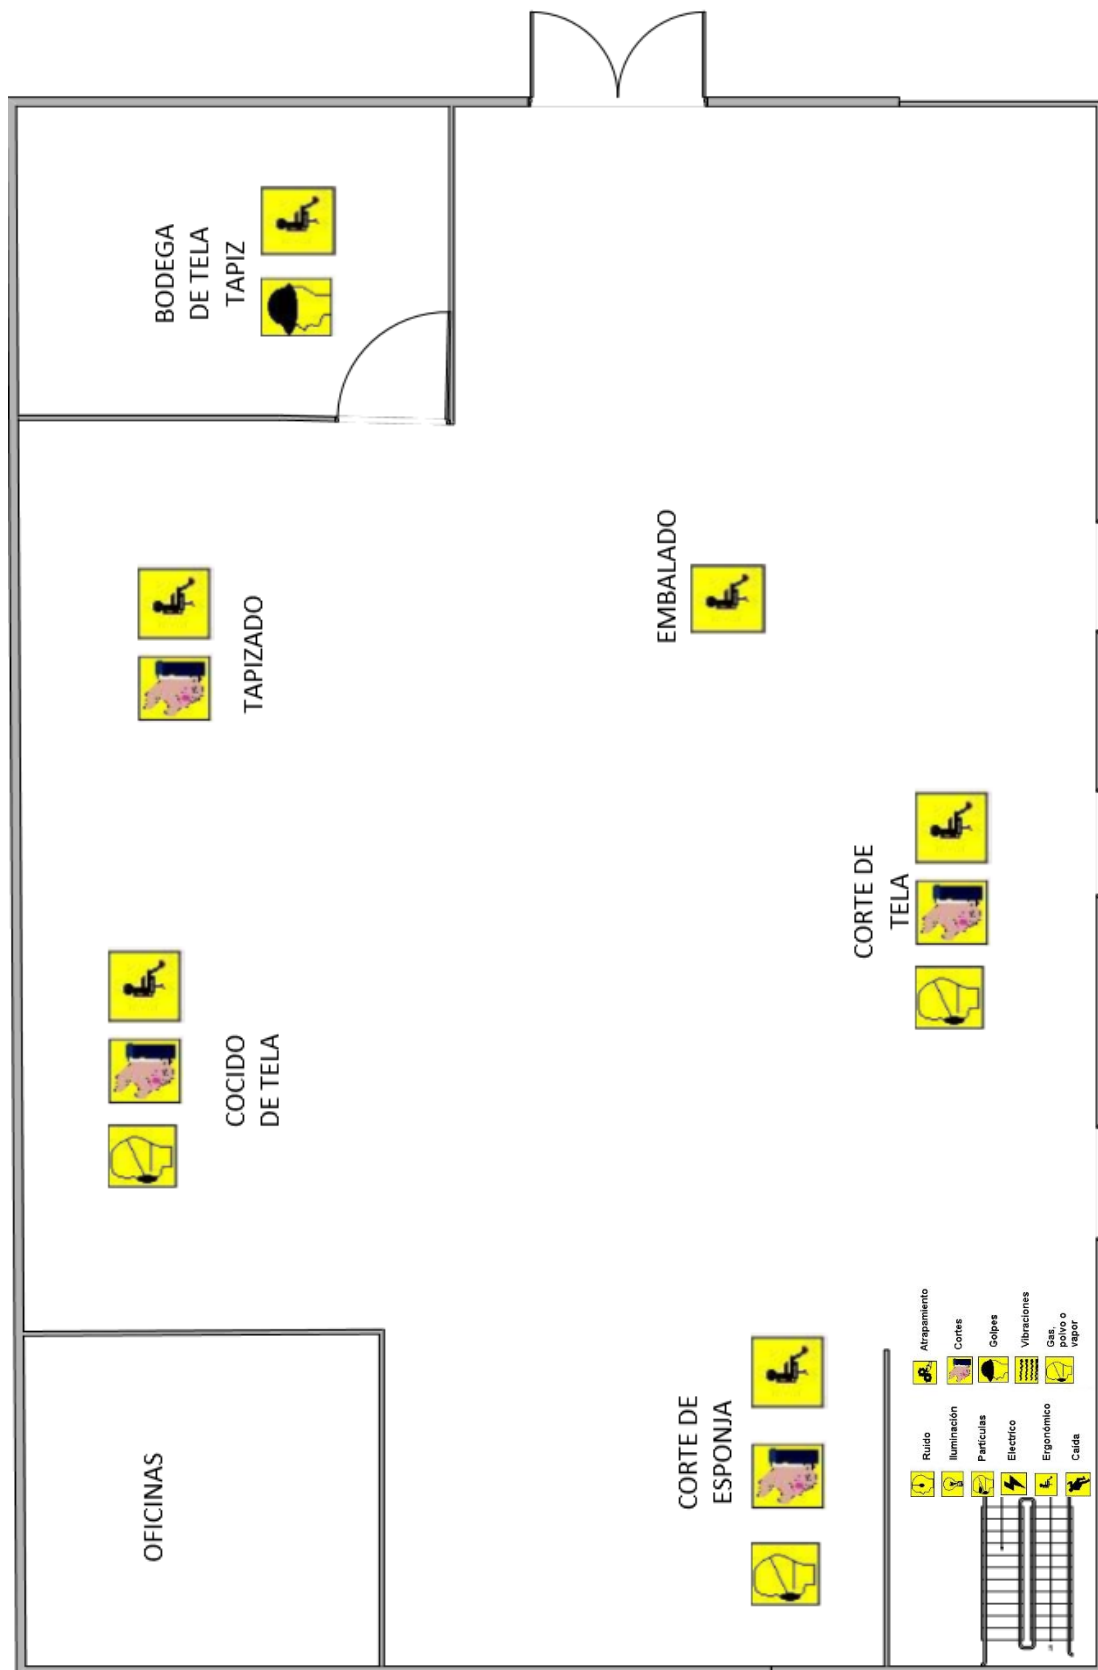 BODEGA
DE TELA
TAPIZ
TAPIZADO
EMBALADO
COCIDO
DE TELA
CORTE DE
TELA
OFICINAS
CORTE DE
ESPONJA
Ruido
Iluminación
Partículas
Electrico
Ergonómico
Caída
Atrapamiento
Cortes
Golpes
Vibraciones
Gas,
polvo o
vapor